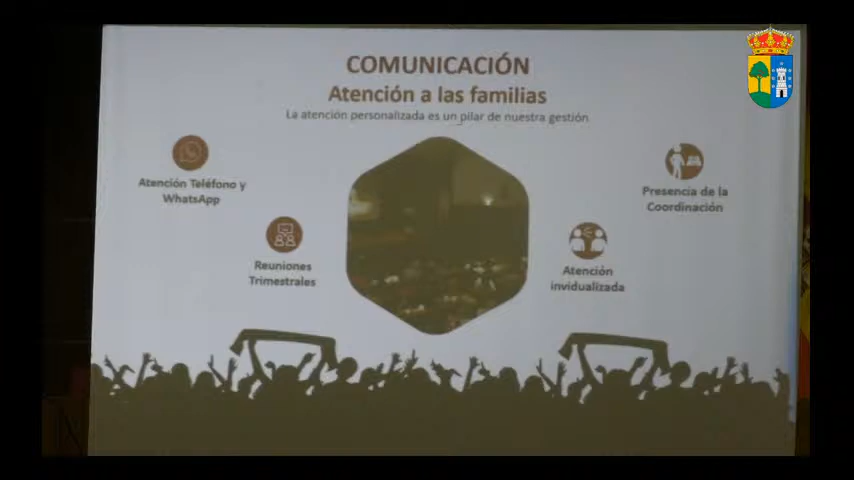 COMUNICACIÓN
Atención a las familias
La atención personalizada es un pilar de nuestra gestión
Atención Teléfono y
WhatsApp
Reuniones
Trimestrales
Presencia de la
Coordinación
Atención
invidualizada